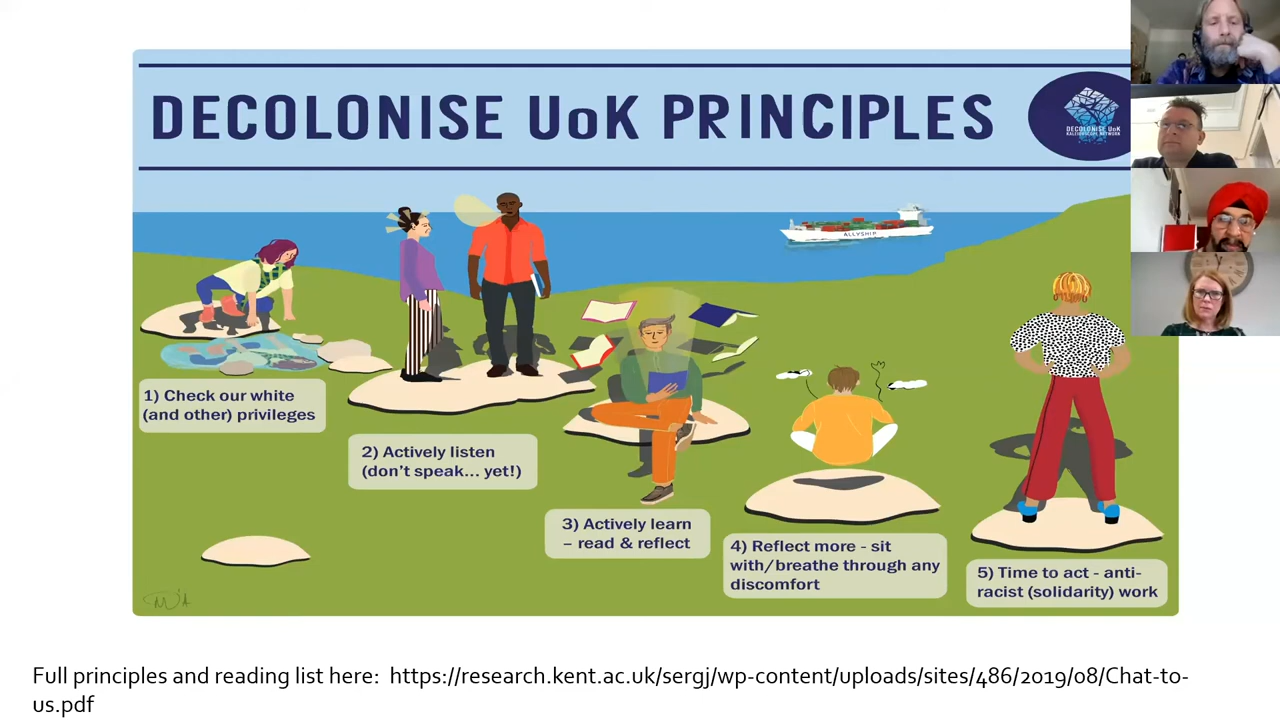 DECOLONISE UoK PRINCIPLES
DECOLONISE UoK
KALEIDOSCOPE NETWORK
ALLYSHIP
1) Check our white
(and other) privileges
2) Actively listen
(don't speak... yet!)
3) Actively learn
– read & reflect
4) Reflect more - sit
with/breathe through any
discomfort
5) Time to act - anti-
racist (solidarity) work
Full principles and reading list here: https://research.kent.ac.uk/sergj/wp-content/uploads/sites/486/2019/08/Chat-to-
us.pdf